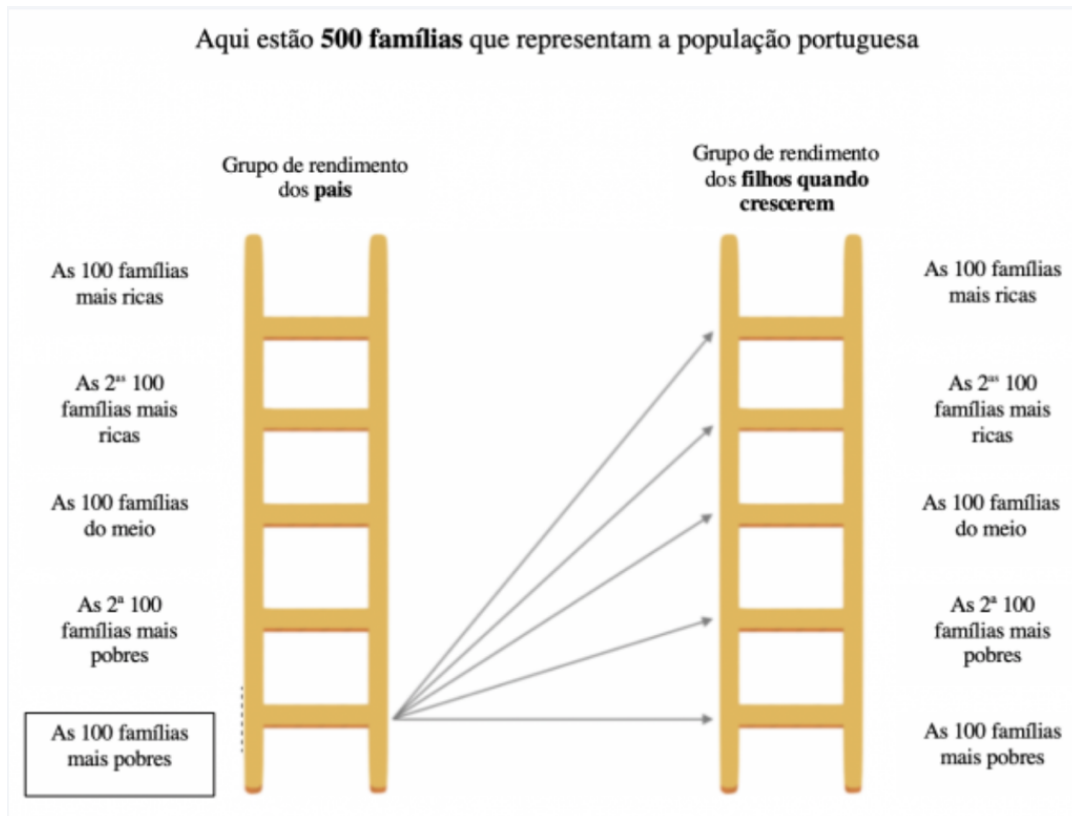 Aqui estão 500 famílias que representam a população portuguesa
Grupo de rendimento
dos pais
Grupo de rendimento
dos filhos quando
crescerem
As 100 famílias
mais ricas
As 2ᵃˢ 100
famílias mais
ricas
As 100 famílias
do meio
As 2ª 100
famílias mais
pobres
As 100 famílias
mais pobres
As 100 famílias
mais ricas
As 2ᵃˢ 100
famílias mais
ricas
As 100 famílias
do meio
As 2ª 100
famílias mais
pobres
As 100 famílias
mais pobres